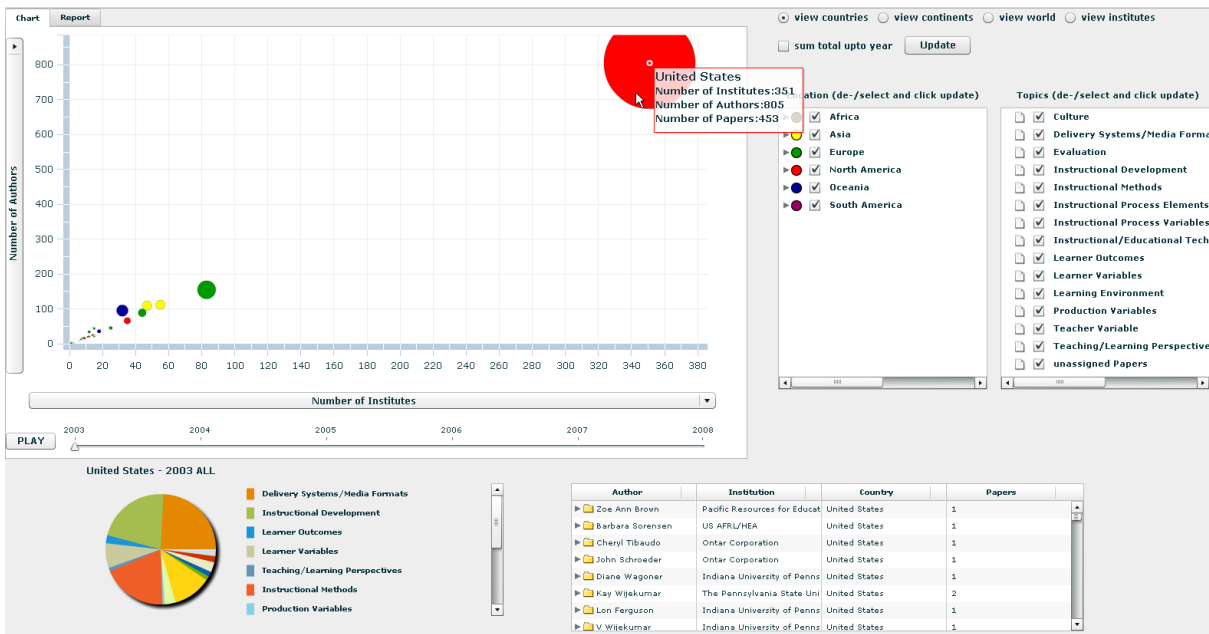 Chart Report
view countries view continents view world view institutes
sum total upto year Update
Number of Authors
800
700
600
500
400
300
200
100
0
0 20 40 60 80 100 120 140 160 180 200 220 240 260 280 300 320 340 360 380
United States
Number of Institutes:351
Number of Authors:805
Number of Papers:453
Number of Institutes
PLAY
2003 2004 2005 2006 2007 2008
(de-/select and click update)
Africa
Asia
Europe
North America
Oceania
South America
Topics (de-/select and click update)
Culture
Delivery Systems/Media Forma
Evaluation
Instructional Development
Instructional Methods
Instructional Process Elements
Instructional Process Variables
Instructional/Educational Tech
Learner Outcomes
Learner Variables
Learning Environment
Production Variables
Teacher Variable
Teaching/Learning Perspective
unassigned Papers
United States - 2003 ALL
Delivery Systems/Media Formats
Instructional Development
Learner Outcomes
Learner Variables
Teaching/Learning Perspectives
Instructional Methods
Production Variables
Author Institution Country Papers
Zoe Ann Brown Pacific Resources for Educat United States 1
Barbara Sorensen US AFRL/HEA United States 1
Cheryl Tibaudo Ontar Corporation United States 1
John Schroeder Ontar Corporation United States 1
Diane Wagoner Indiana University of Penns United States 1
Kay Wijekumar The Pennsylvania State Uni United States 2
Lon Ferguson Indiana University of Penns United States 1
V Wijekumar Indiana University of Penns United States 1